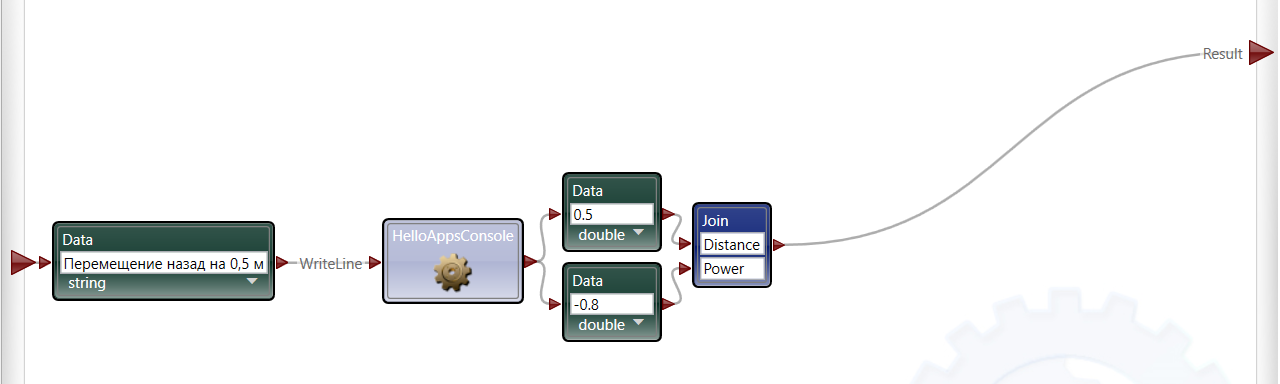 Result
Data
Перемещение назад на 0,5 м
string
WriteLine
HelloAppsConsole
Data
0.5
double
Data
-0.8
double
Join
Distance
Power